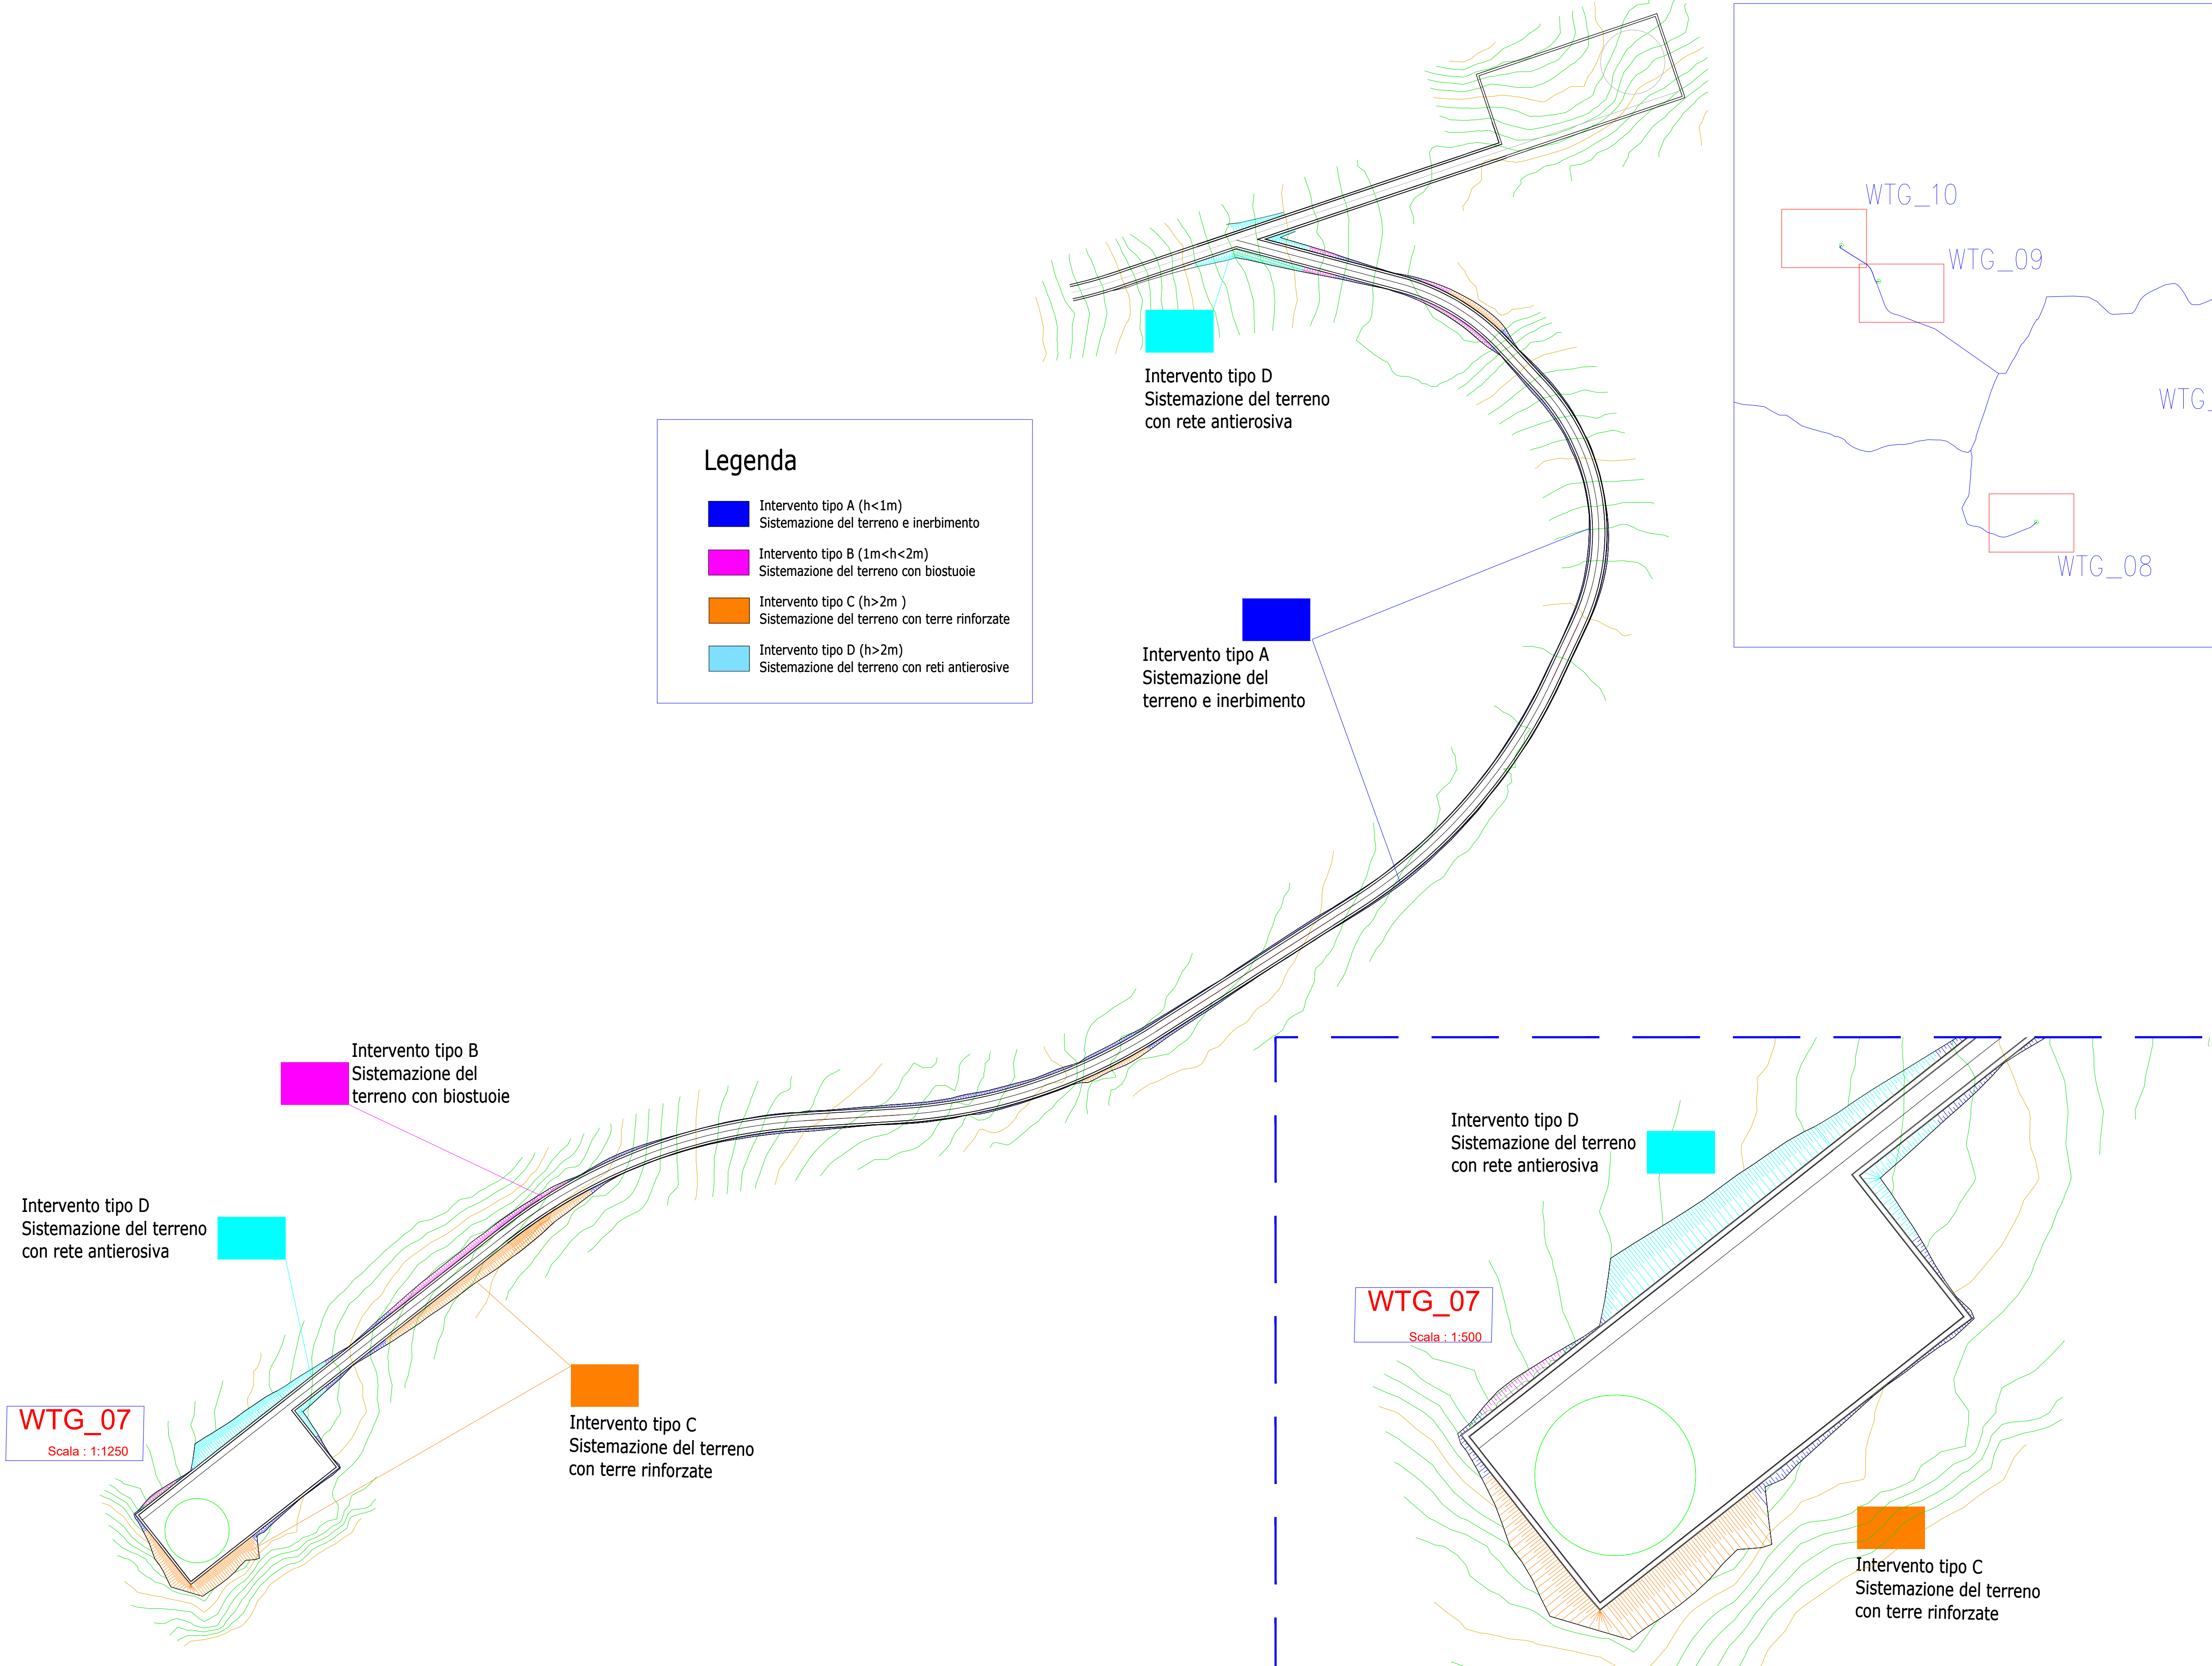 WTG_10
WTG_09
WTG_
WTG_08
Intervento tipo D
Sistemazione del terreno
con rete antierosiva
Legenda
Intervento tipo A (h<1m)
Sistemazione del terreno e inerbimento
Intervento tipo B (1m<h<2m)
Sistemazione del terreno con biostuoie
Intervento tipo C (h>2m )
Sistemazione del terreno con terre rinforzate
Intervento tipo D (h>2m)
Sistemazione del terreno con reti antierosive
Intervento tipo A
Sistemazione del
terreno e inerbimento
Intervento tipo B
Sistemazione del
terreno con biostuoie
Intervento tipo D
Sistemazione del terreno
con rete antierosiva
WTG_07
Scala : 1:1250
Intervento tipo C
Sistemazione del terreno
con terre rinforzate
Intervento tipo D
Sistemazione del terreno
con rete antierosiva
WTG_07
Scala : 1:500
Intervento tipo C
Sistemazione del terreno
con terre rinforzate